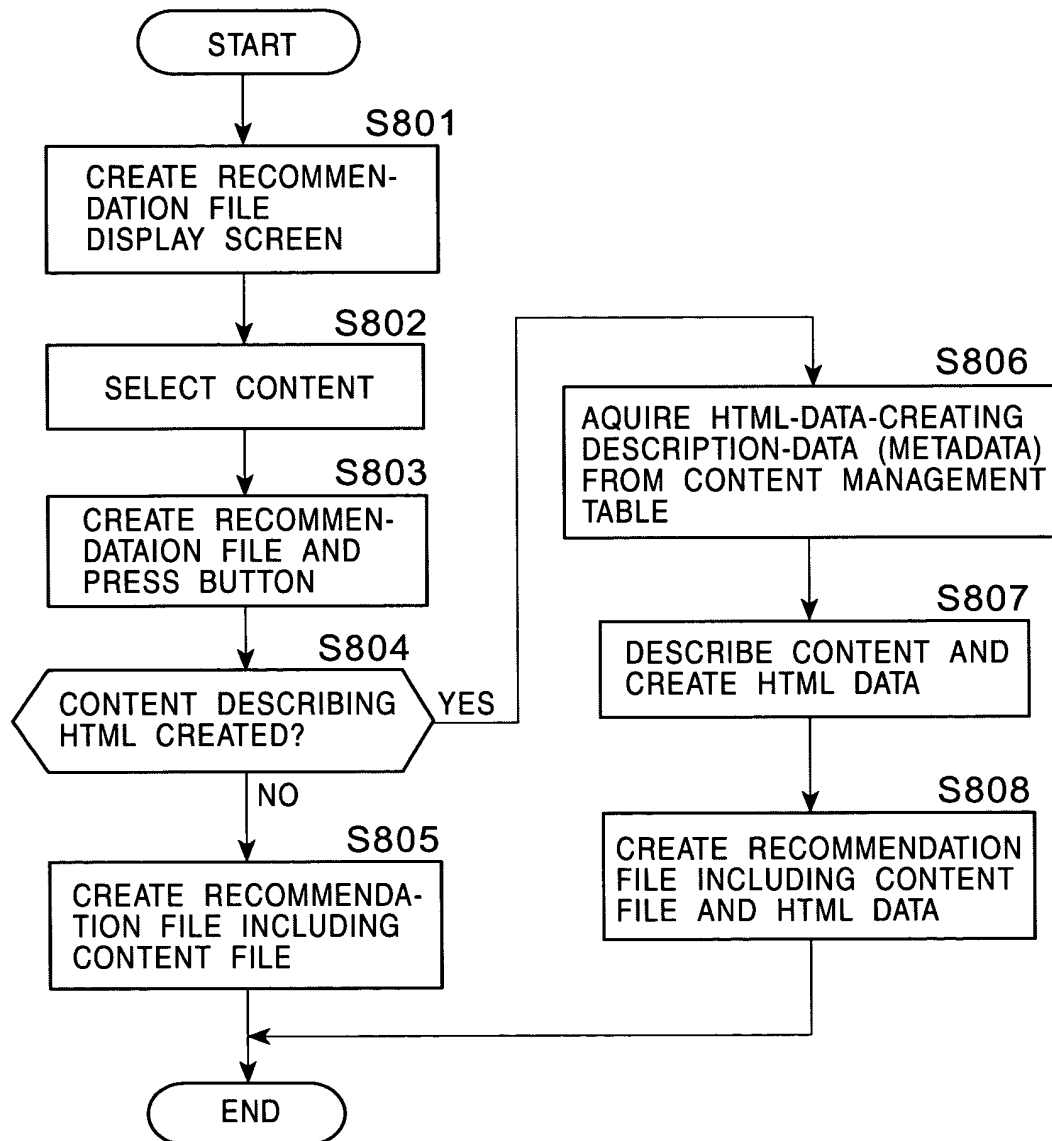 START
S801
CREATE RECOMMEN-
DATION FILE
DISPLAY SCREEN
S802
SELECT CONTENT
S803
CREATE RECOMMEN-
DATAION FILE AND
PRESS BUTTON
S804
CONTENT DESCRIBING
HTML CREATED?
YES
NO
S805
CREATE RECOMMENDA-
TION FILE INCLUDING
CONTENT FILE
S806
AQUIRE HTML-DATA-CREATING
DESCRIPTION-DATA (METADATA)
FROM CONTENT MANAGEMENT
TABLE
S807
DESCRIBE CONTENT AND
CREATE HTML DATA
S808
CREATE RECOMMENDATION
FILE INCLUDING CONTENT
FILE AND HTML DATA
END